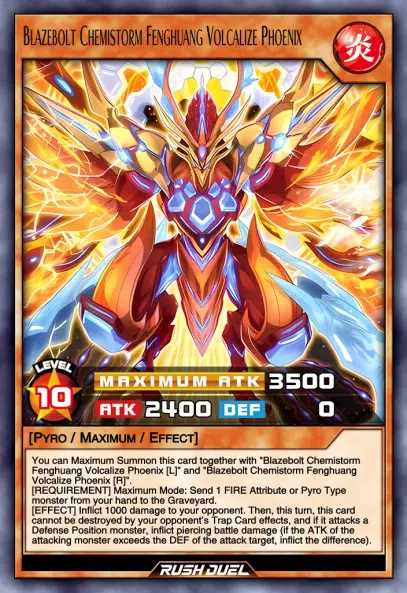 Blazebolt Chemistorm Fenghuang Volcalize Phoenix
炎
MAXIMUM ATK 3500
LEVEL
10
ATK 2400 DEF 0
[Pyro / Maximum / Effect]
You can Maximum Summon this card together with "Blazebolt Chemistorm
Fenghuang Volcalize Phoenix [L]" and "Blazebolt Chemistorm Fenghuang
Volcalize Phoenix [R]".
[REQUIREMENT] Maximum Mode: Send 1 FIRE Attribute or Pyro Type
monster from your hand to the Graveyard.
[EFFECT] Inflict 1000 damage to your opponent. Then, this turn, this card
cannot be destroyed by your opponent's Trap Card effects, and if it attacks a
Defense Position monster, inflict piercing battle damage (if the ATK of the
attacking monster exceeds the DEF of the attack target, inflict the difference).
RUSH DUEL